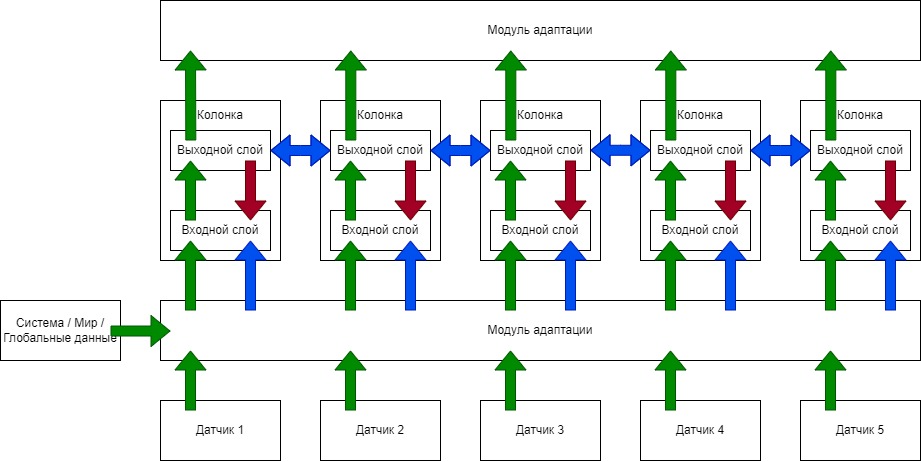 Модуль адаптации
Колонка
Колонка
Колонка
Колонка
Колонка
Выходной слой
Выходной слой
Выходной слой
Выходной слой
Выходной слой
Входной слой
Входной слой
Входной слой
Входной слой
Входной слой
Система / Мир /
Глобальные данные
Модуль адаптации
Датчик 1
Датчик 2
Датчик 3
Датчик 4
Датчик 5